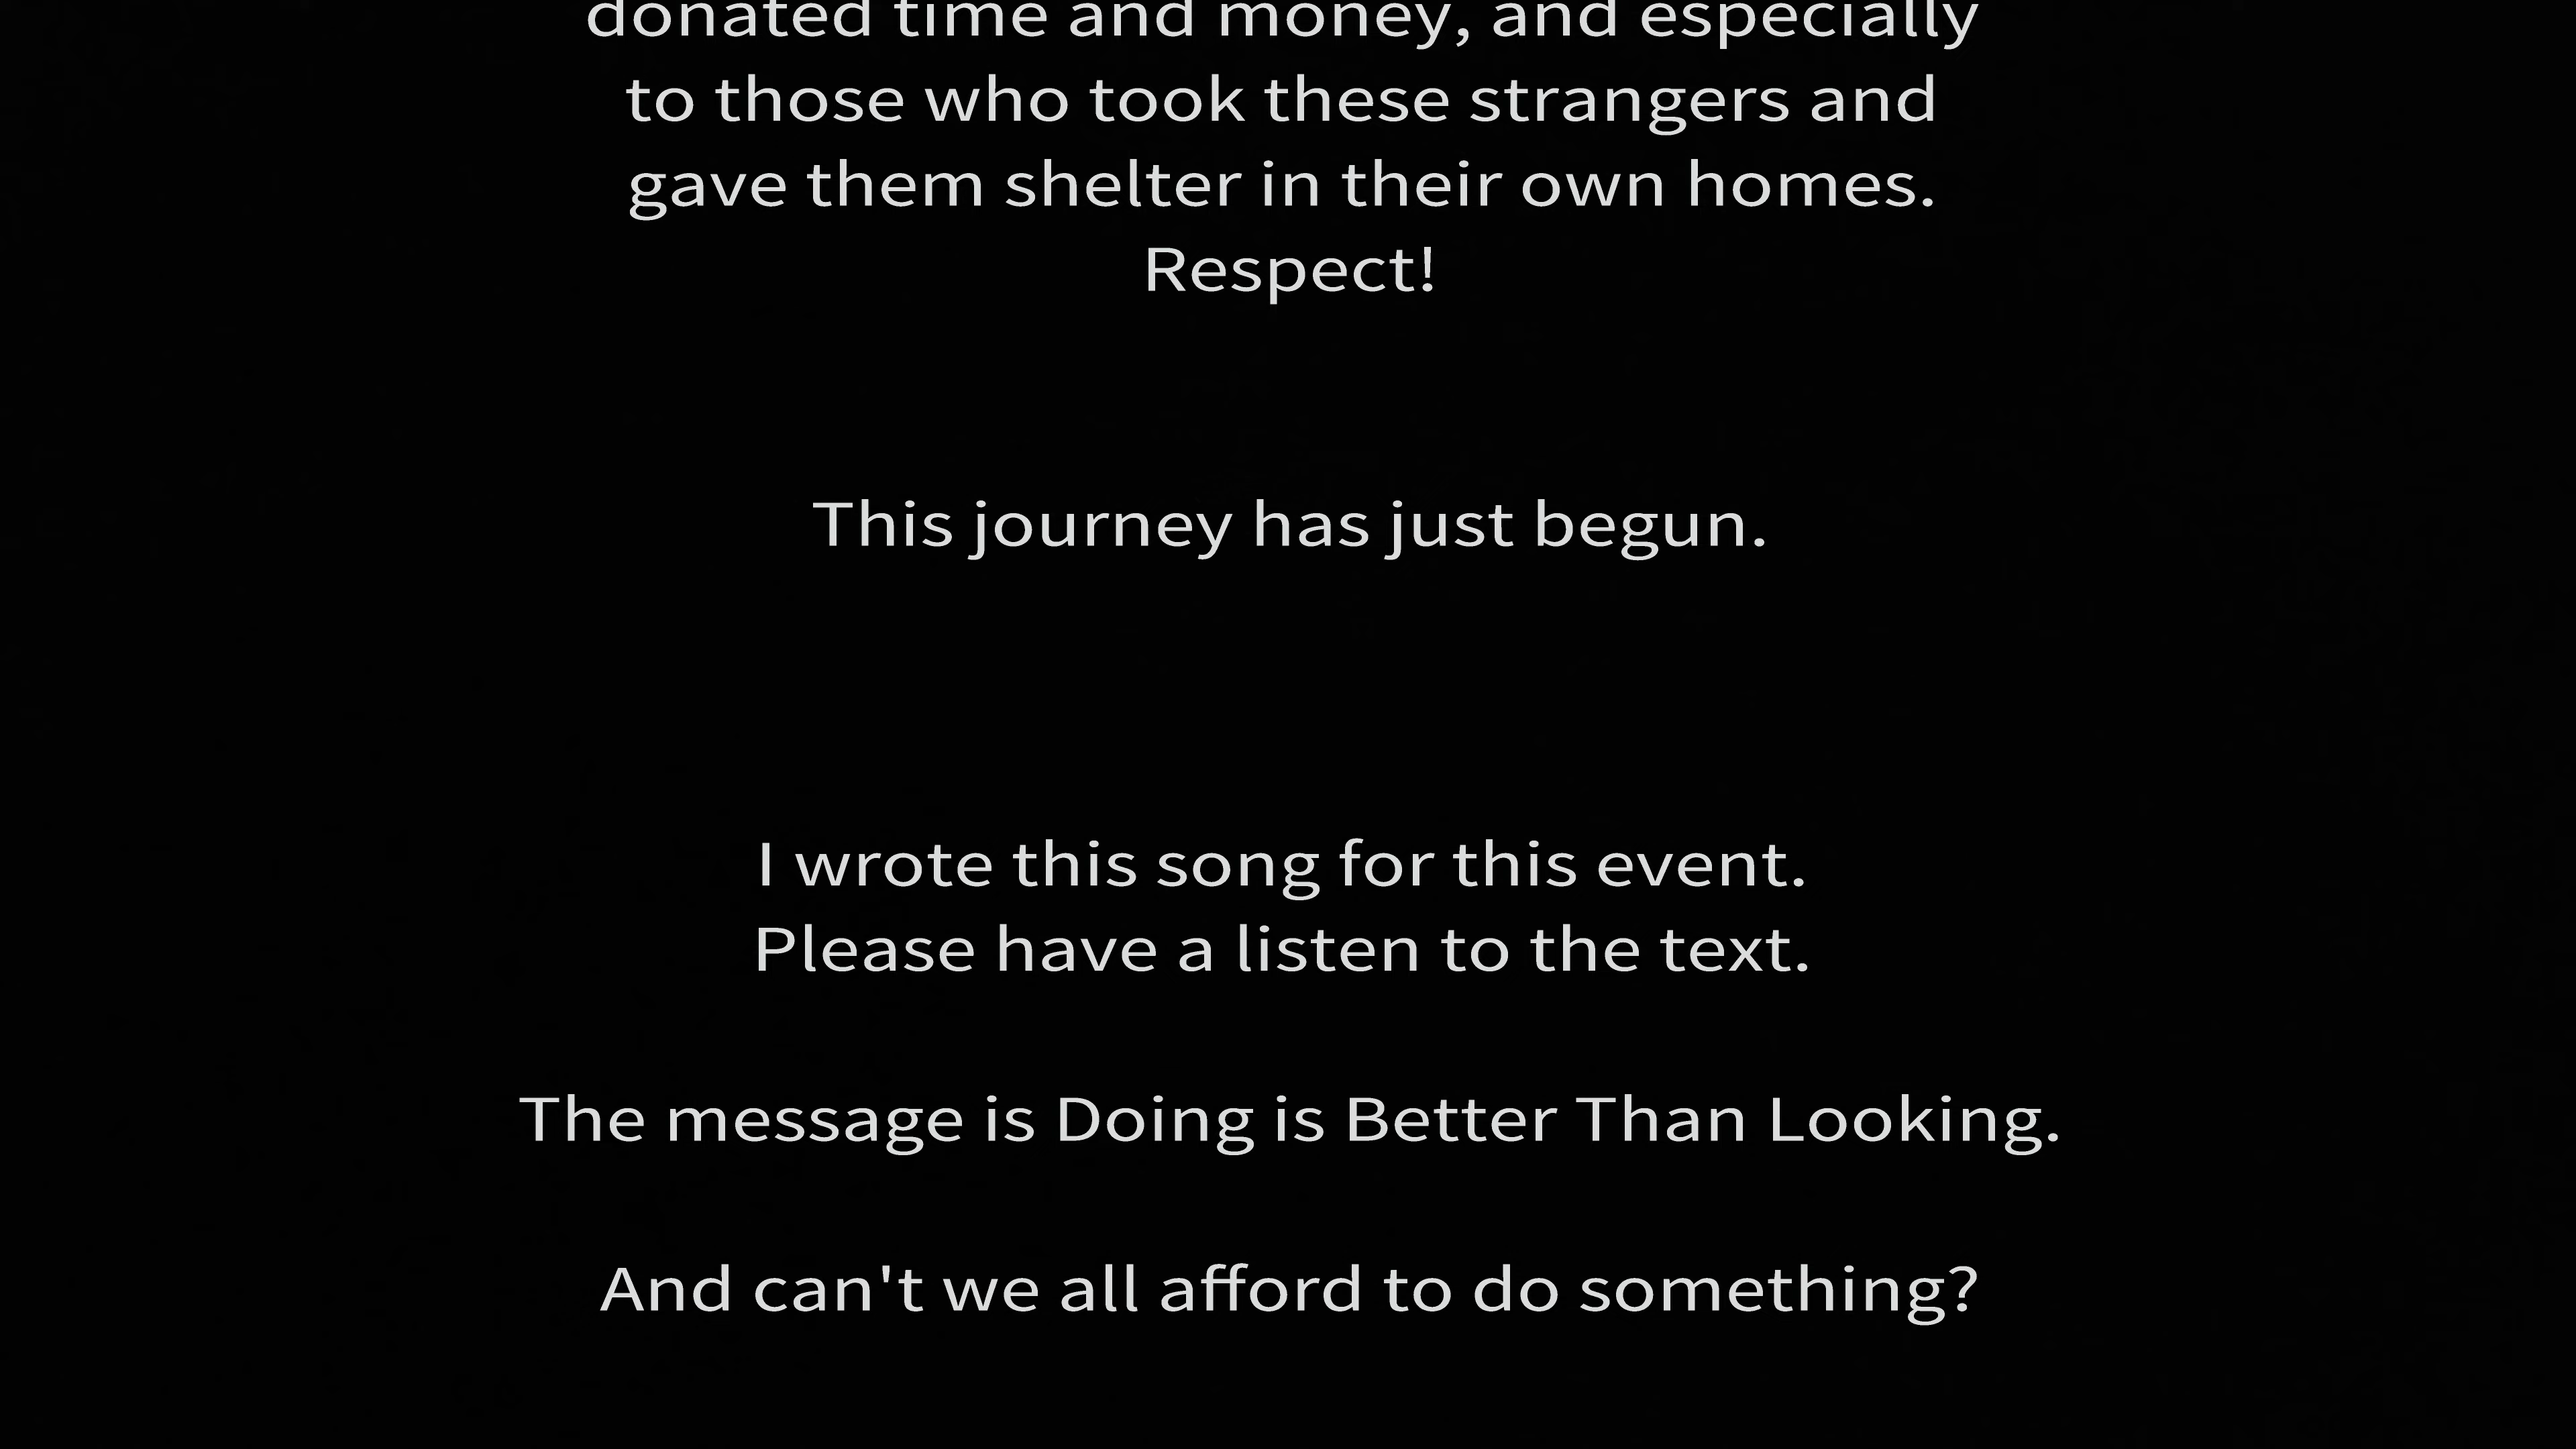 donated time and money, and especially
to those who took these strangers and
gave them shelter in their own homes.
Respect!
This journey has just begun.
I wrote this song for this event.
Please have a listen to the text.
The message is Doing is Better Than Looking.
And can't we all afford to do something?